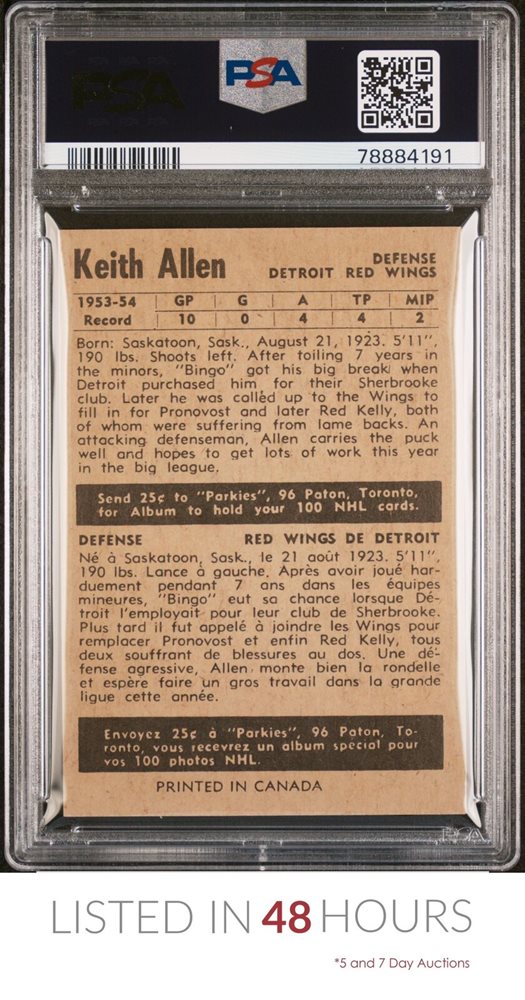 PSA
PSA
78884191
Keith Allen
DEFENSE
DETROIT RED WINGS
1953-54 GP G A TP MIP
Record 10 0 4 4 2
Born: Saskatoon, Sask., August 21, 1923. 5'11",
190 lbs. Shoots left. After toiling 7 years in
the minors, "Bingo" got his big break when
Detroit purchased him for their Sherbrooke
club. Later he was called up to the Wings to
fill in for Pronovost and later Red Kelly, both
of whom were suffering from lame backs. An
attacking defenseman, Allen carries the puck
well and hopes to get lots of work this year
in the big league.
Send 25¢ to "Parkies", 96 Paton, Toronto,
for Album to hold your 100 NHL cards.
DEFENSE RED WINGS DE DETROIT
Né à Saskatoon, Sask., le 21 août 1923. 5'11",
190 lbs. Lance à gauche. Après avoir joué har-
duement pendant 7 ans dans les équipes
mineures, "Bingo" eut sa chance lorsque Dé-
troit l'employait pour leur club de Sherbrooke.
Plus tard il fut appelé à joindre les Wings pour
remplacer Pronovost et enfin Red Kelly, tous
deux souffrant de blessures au dos. Une dé-
fense agressive, Allen monte bien la rondelle
et espère faire un gros travail dans la grande
ligue cette année.
Envoyez 25¢ à "Parkies", 96 Paton, To-
ronto, vous recevrez un album spécial pour
vos 100 photos NHL.
PRINTED IN CANADA
PSA
LISTED IN 48 HOURS
*5 and 7 Day Auctions